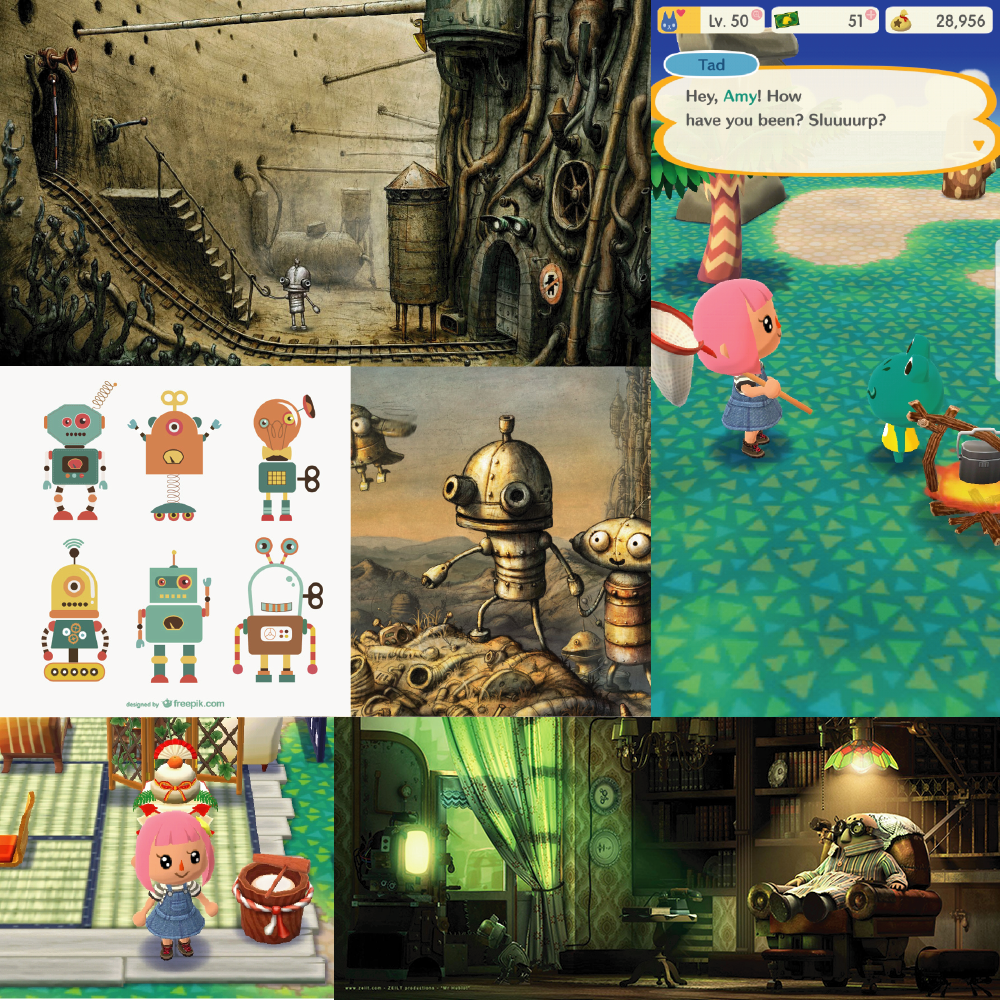 Lv. 50
51
28,956
Tad
Hey, Amy! How
have you been? Sluuuurp?
designed by freepik.com
www.zeilt.com - ZEILT productions - "Mr Hublot"